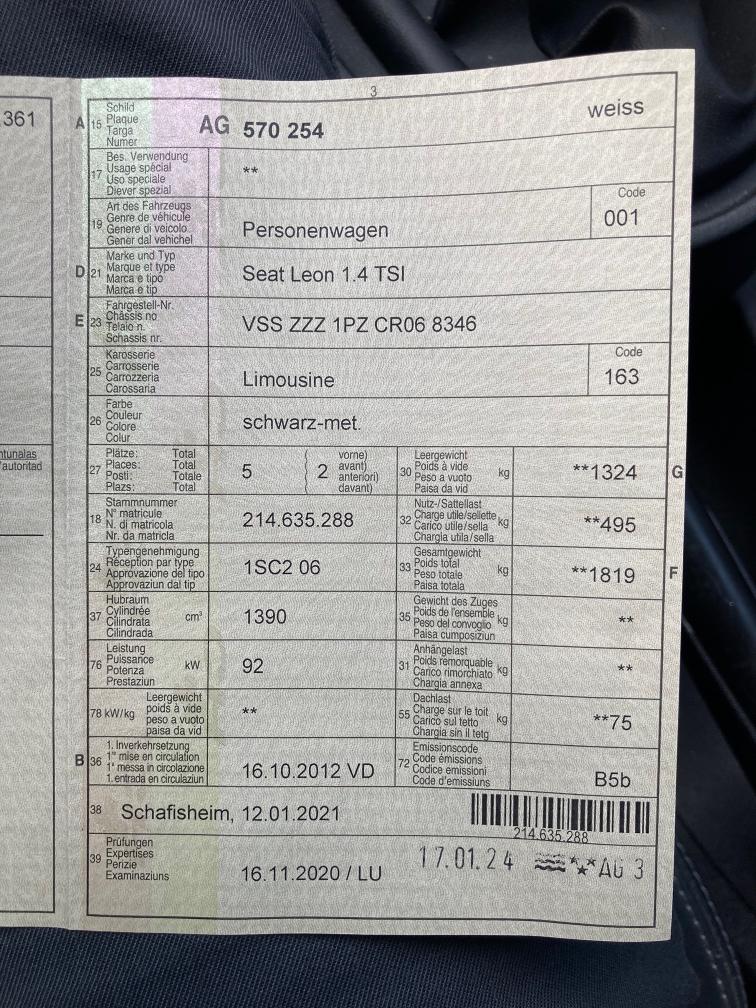 3
361
A 15 Schild
Plaque
Targa
Numer
AG 570 254
weiss
17 Bes. Verwendung
Usage spécial
Uso speciale
Diever spezial
**
19 Art des Fahrzeugs
Genre de véhicule
Genere di veicolo
Gener dal vehichel
Personenwagen
Code
001
D 21 Marke und Typ
Marque et type
Marca e tipo
Marca e tip
Seat Leon 1.4 TSI
E 23 Fahrgestell-Nr.
Châssis no
Telaio n.
Schassis nr.
VSS ZZZ 1PZ CR06 8346
25 Karosserie
Carrosserie
Carrozzeria
Carossaria
Limousine
Code
163
26 Farbe
Couleur
Colore
Colur
schwarz-met.
ntunalas
'autoritad
27 Plätze: Total
Places: Total
Posti: Totale
Plazs: Total
5
( 2 vorne)
avant)
anteriori)
davant)
30 Leergewicht
Poids à vide
Peso a vuoto
Paisa da vid
kg
**1324
G
18 Stammnummer
N° matricule
N. di matricola
Nr. da matricla
214.635.288
32 Nutz-/Sattellast
Charge utile/sellette
Carico utile/sella
Chargia utila/sella
kg
**495
24 Typengenehmigung
Réception par type
Approvazione del tipo
Approvaziun dal tip
1SC2 06
33 Gesamtgewicht
Poids total
Peso totale
Paisa totala
kg
**1819
F
37 Hubraum
Cylindrée
Cilindrata
Cilindrada
cm³
1390
35 Gewicht des Zuges
Poids de l'ensemble
Peso del convoglio
Paisa cumposiziun
kg
**
76 Leistung
Puissance
Potenza
Prestaziun
kW
92
31 Anhängelast
Poids remorquable
Carico rimorchiato
Chargia annexa
kg
**
78 kW/kg Leergewicht
poids à vide
peso a vuoto
paisa da vid
**
55 Dachlast
Charge sur le toit
Carico sul tetto
Chargia sin il tetg
kg
**75
B 36 1. Inverkehrsetzung
1re mise en circulation
1a messa in circolazione
1. entrada en circulaziun
16.10.2012 VD
72 Emissionscode
Code émissions
Codice emissioni
Code d'emissiuns
B5b
38 Schafisheim, 12.01.2021
214.635.288
39 Prüfungen
Expertises
Perizie
Examinaziuns
16.11.2020 / LU
17.01.24 AG 3